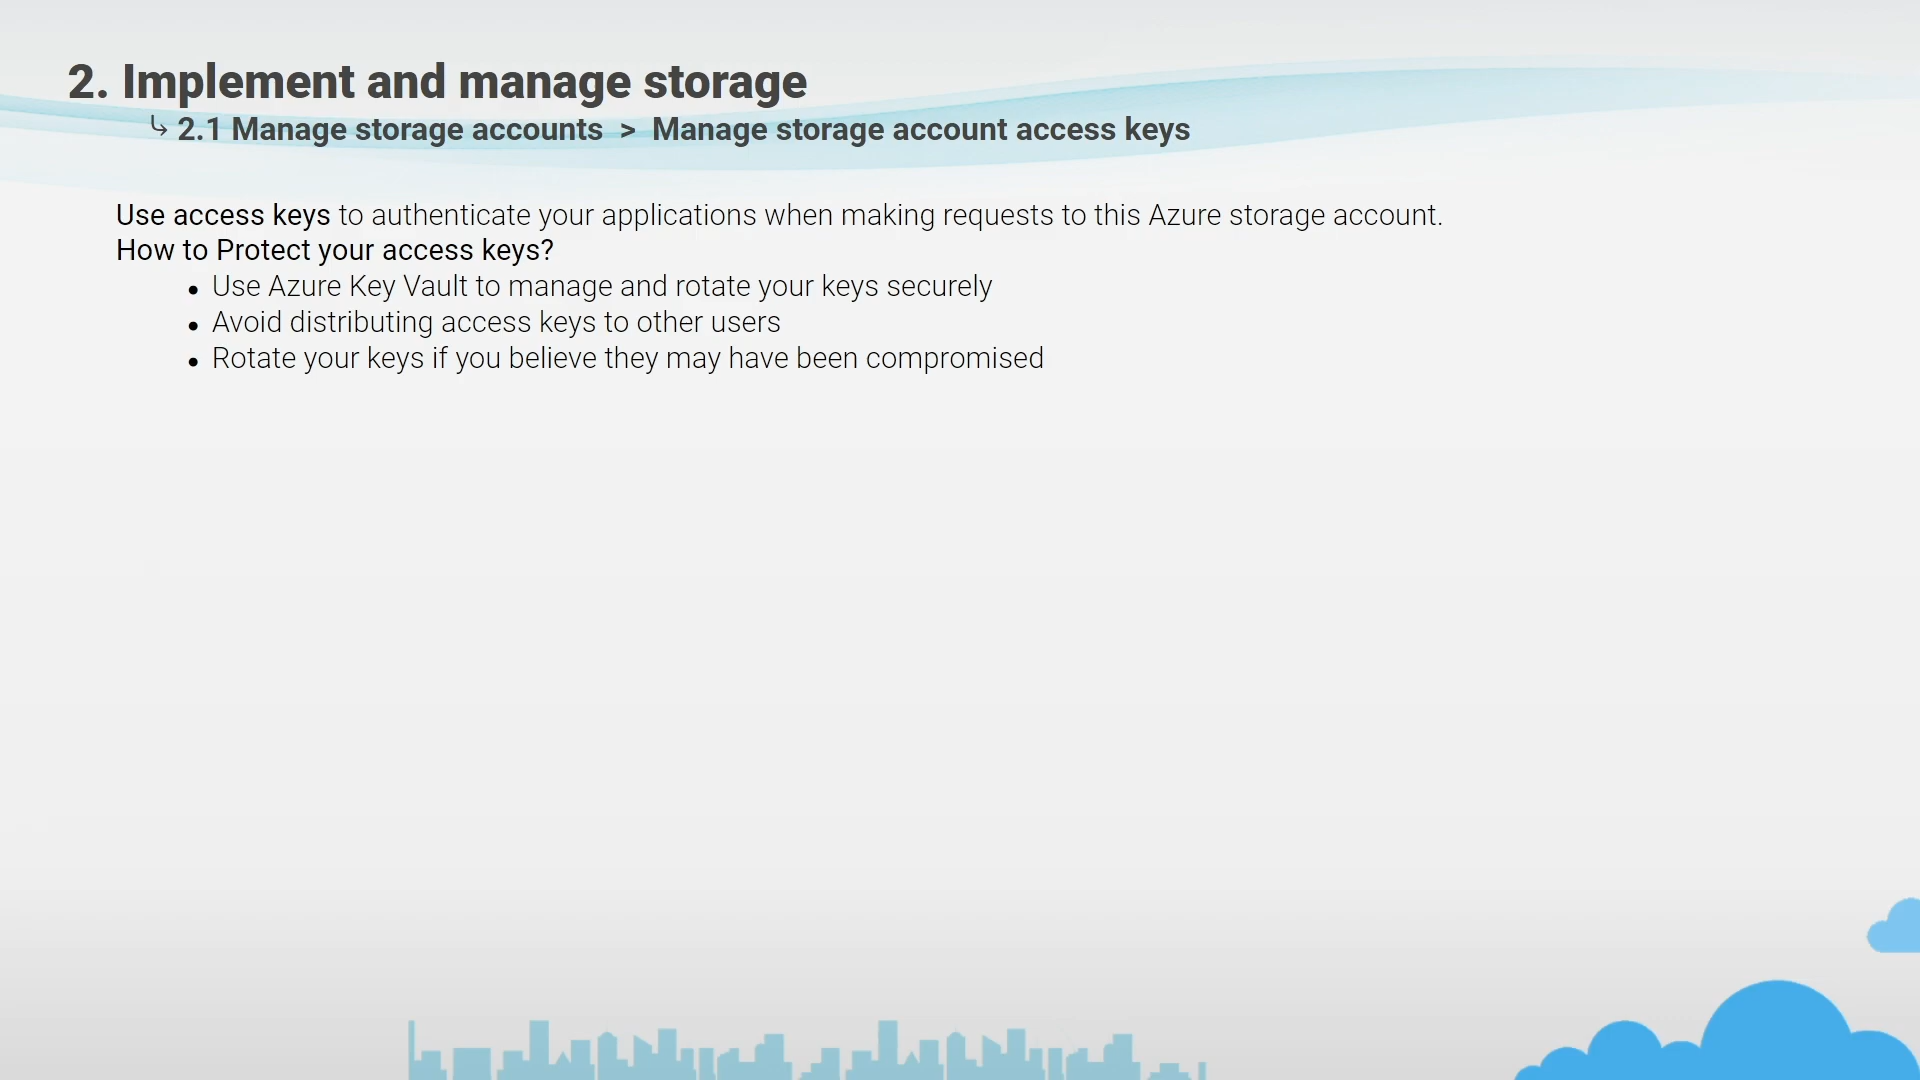 2. Implement and manage storage
↳ 2.1 Manage storage accounts > Manage storage account access keys
Use access keys to authenticate your applications when making requests to this Azure storage account.
How to Protect your access keys?
• Use Azure Key Vault to manage and rotate your keys securely
• Avoid distributing access keys to other users
• Rotate your keys if you believe they may have been compromised